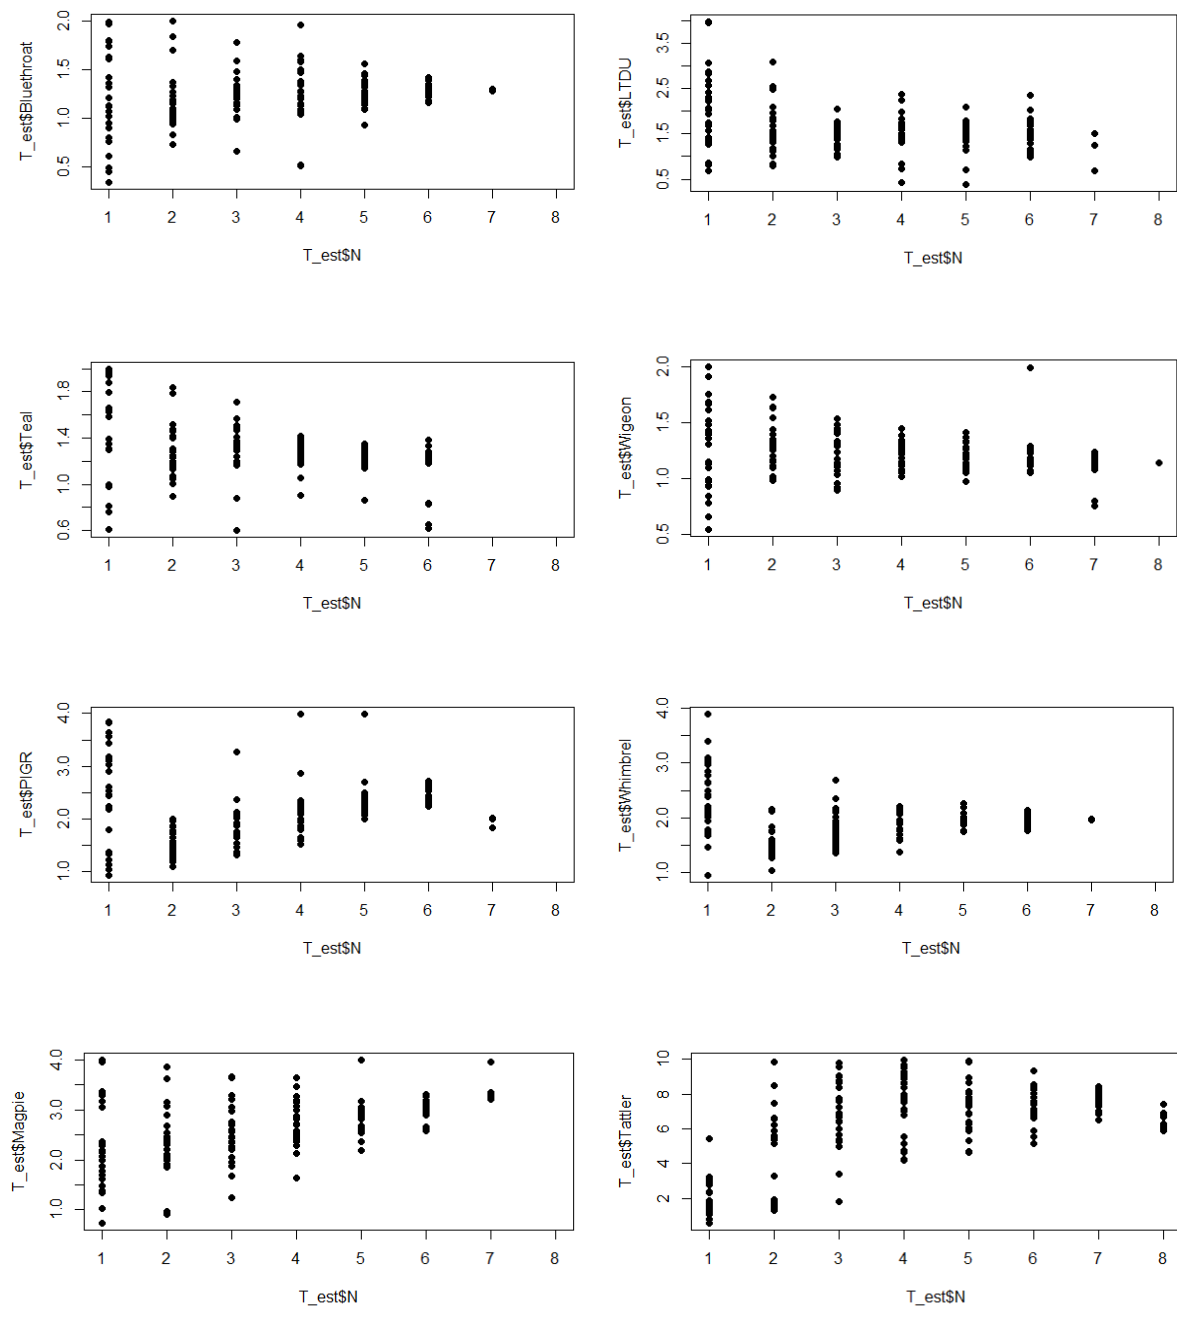 T_est$Bluethroat
0.5 1.0 1.5 2.0
1 2 3 4 5 6 7 8
T_est$N
T_est$LTDU
0.5 1.5 2.5 3.5
1 2 3 4 5 6 7 8
T_est$N
T_est$Teal
0.6 1.0 1.4 1.8
1 2 3 4 5 6 7 8
T_est$N
T_est$Wigeon
0.5 1.0 1.5 2.0
1 2 3 4 5 6 7 8
T_est$N
T_est$PIGR
1.0 2.0 3.0 4.0
1 2 3 4 5 6 7 8
T_est$N
T_est$Whimbrel
1.0 2.0 3.0 4.0
1 2 3 4 5 6 7 8
T_est$N
T_est$Magpie
1.0 2.0 3.0 4.0
1 2 3 4 5 6 7 8
T_est$N
T_est$Tattler
2 4 6 8 10
1 2 3 4 5 6 7 8
T_est$N